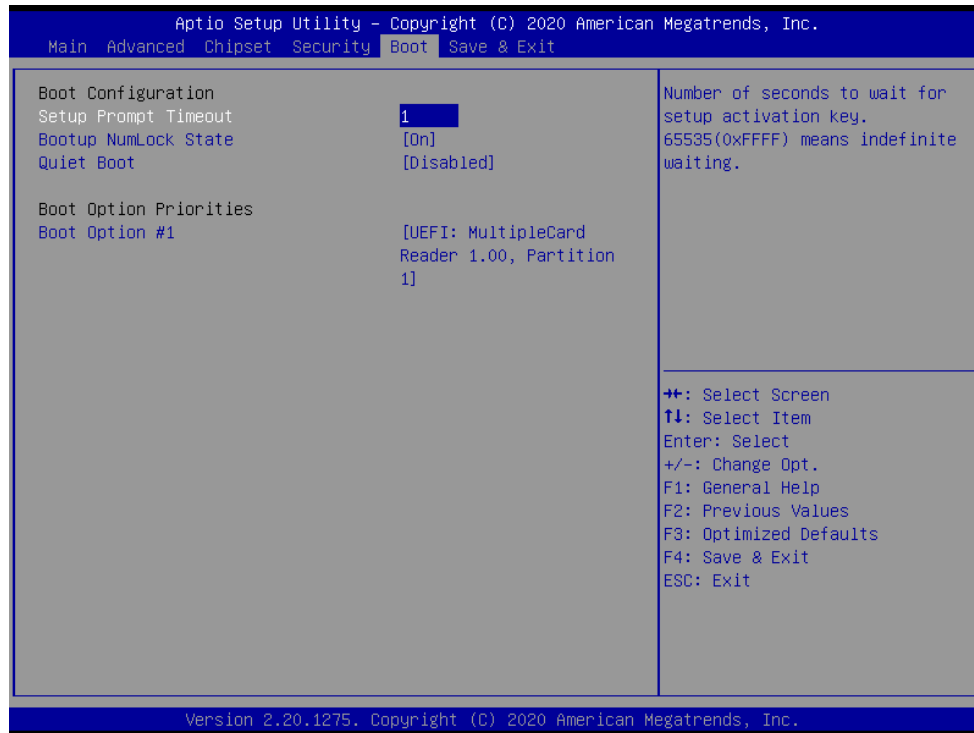 Aptio Setup Utility – Copyright (C) 2020 American Megatrends, Inc.
Main Advanced Chipset Security Boot Save & Exit
Boot Configuration
Setup Prompt Timeout 1
Bootup NumLock State [On]
Quiet Boot [Disabled]
Boot Option Priorities
Boot Option #1 [UEFI: MultipleCard
Reader 1.00, Partition
1]
Number of seconds to wait for
setup activation key.
65535(0xFFFF) means indefinite
waiting.
→←: Select Screen
↑↓: Select Item
Enter: Select
+/-: Change Opt.
F1: General Help
F2: Previous Values
F3: Optimized Defaults
F4: Save & Exit
ESC: Exit
Version 2.20.1275. Copyright (C) 2020 American Megatrends, Inc.